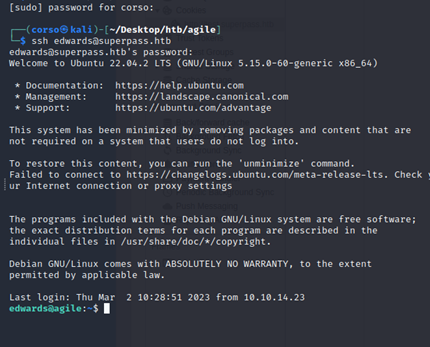 [sudo] password for corso:
┌──(corso㉿kali)-[~/Desktop/htb/agile]
└─$ ssh edwards@superpass.htb
edwards@superpass.htb's password:
Welcome to Ubuntu 22.04.2 LTS (GNU/Linux 5.15.0-60-generic x86_64)
* Documentation:  https://help.ubuntu.com
* Management:     https://landscape.canonical.com
* Support:        https://ubuntu.com/advantage
This system has been minimized by removing packages and content that are
not required on a system that users do not log into.
To restore this content, you can run the 'unminimize' command.
Failed to connect to https://changelogs.ubuntu.com/meta-release-lts. Check y
ur Internet connection or proxy settings
The programs included with the Debian GNU/Linux system are free software;
the exact distribution terms for each program are described in the
individual files in /usr/share/doc/*/copyright.
Debian GNU/Linux comes with ABSOLUTELY NO WARRANTY, to the extent
permitted by applicable law.
Last login: Thu Mar  2 10:28:51 2023 from 10.10.14.23
edwards@agile:~$